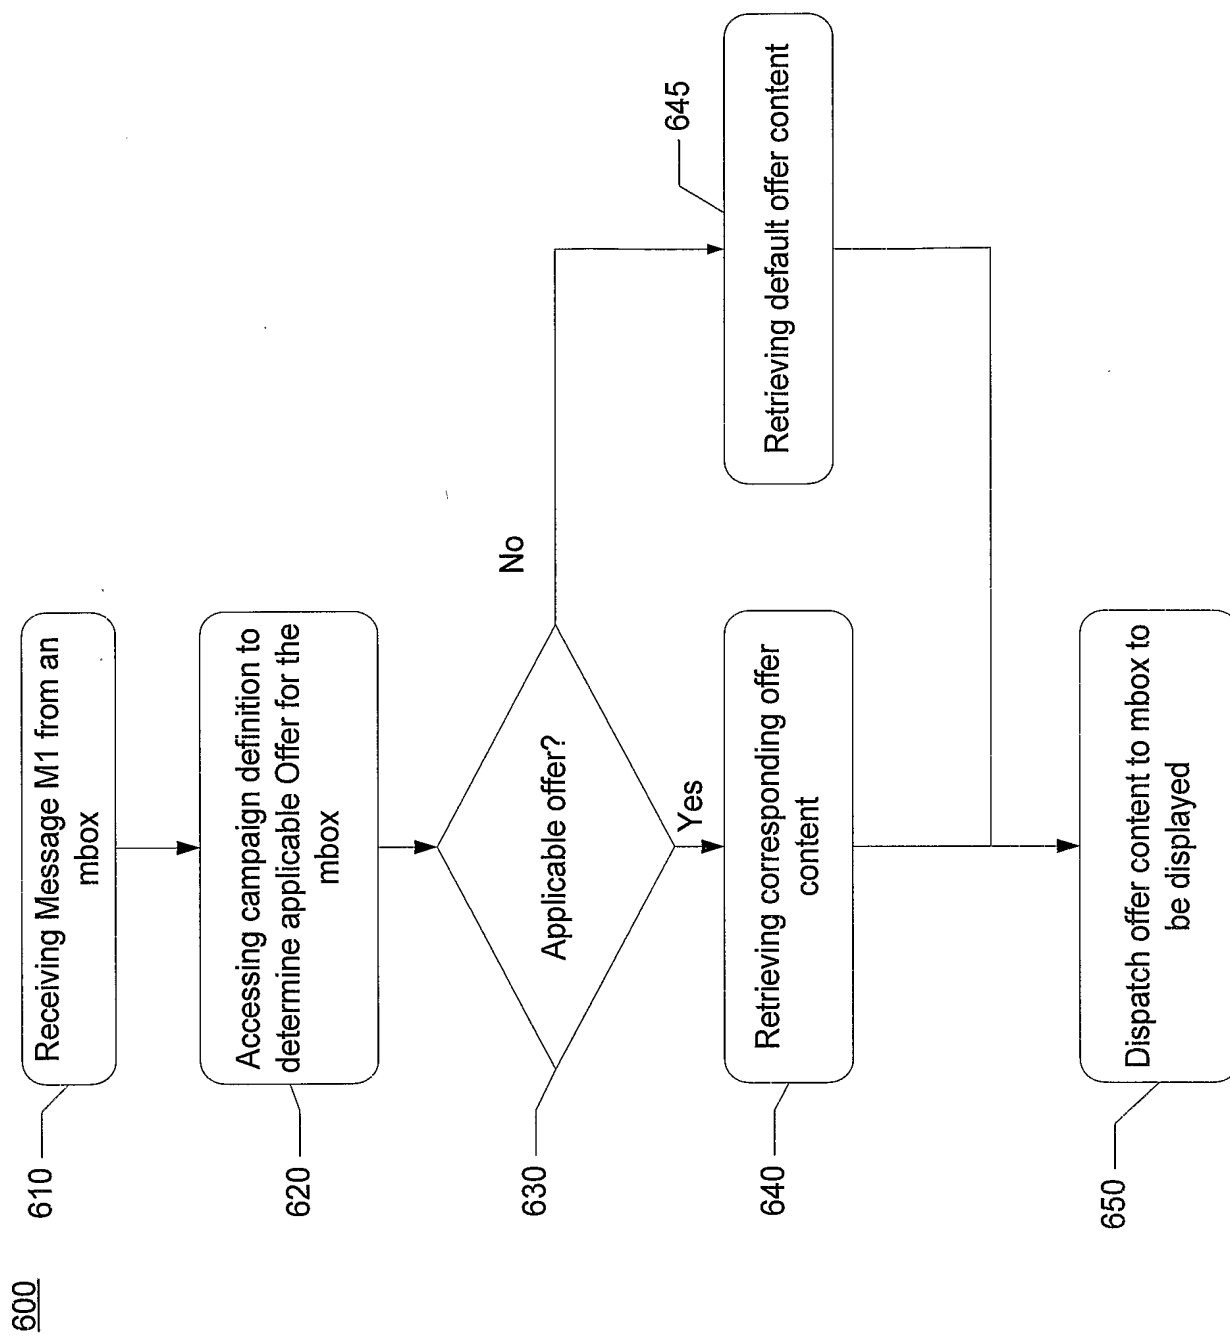 600
610
Receiving Message M1 from an
mbox
620
Accessing campaign definition to
determine applicable Offer for the
mbox
630
Applicable offer?
No
Yes
640
Retrieving corresponding offer
content
645
Retrieving default offer content
650
Dispatch offer content to mbox to
be displayed